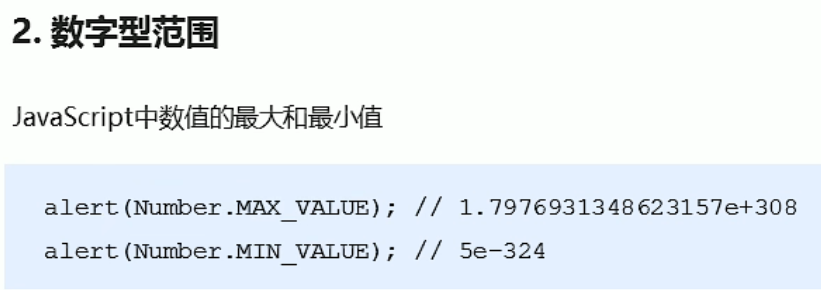 2. 数字型范围
JavaScript中数值的最大和最小值
alert(Number.MAX_VALUE); // 1.7976931348623157e+308
alert(Number.MIN_VALUE); // 5e-324